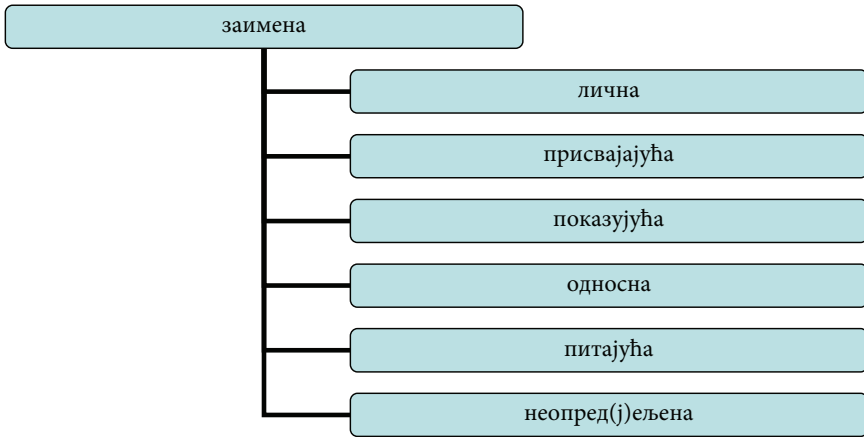 заимена
лична
присвајајућа
показујућа
односна
питајућа
неопред(ј)ељена